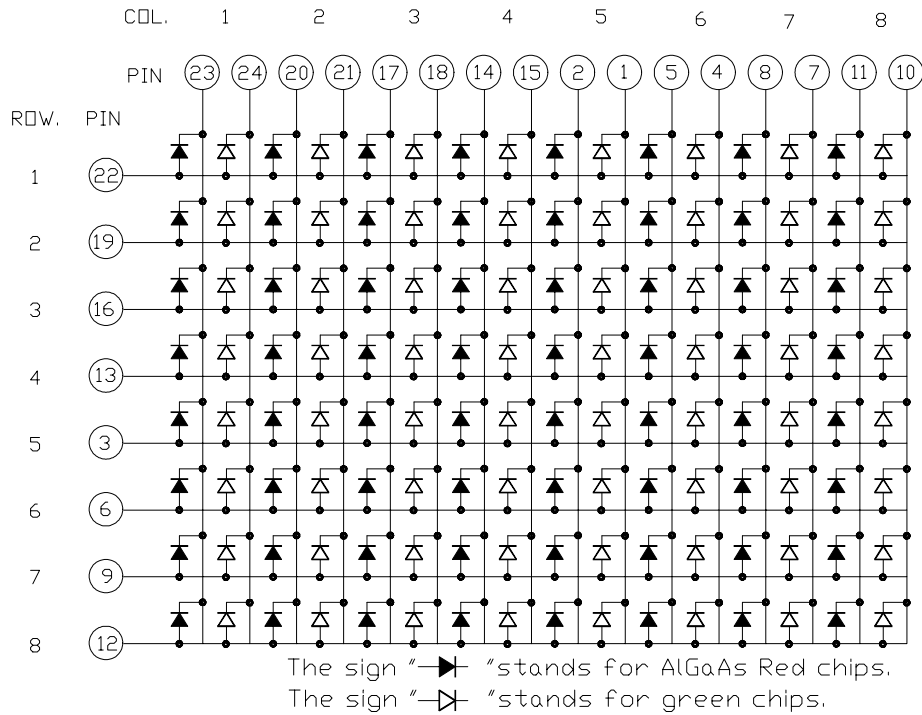 COL. 1 2 3 4 5 6 7 8
PIN 23 24 20 21 17 18 14 15 2 1 5 4 8 7 11 10
ROW. PIN
1 22
2 19
3 16
4 13
5 3
6 6
7 9
8 12
The sign "▶" stands for AlGaAs Red chips.
The sign "▷" stands for green chips.